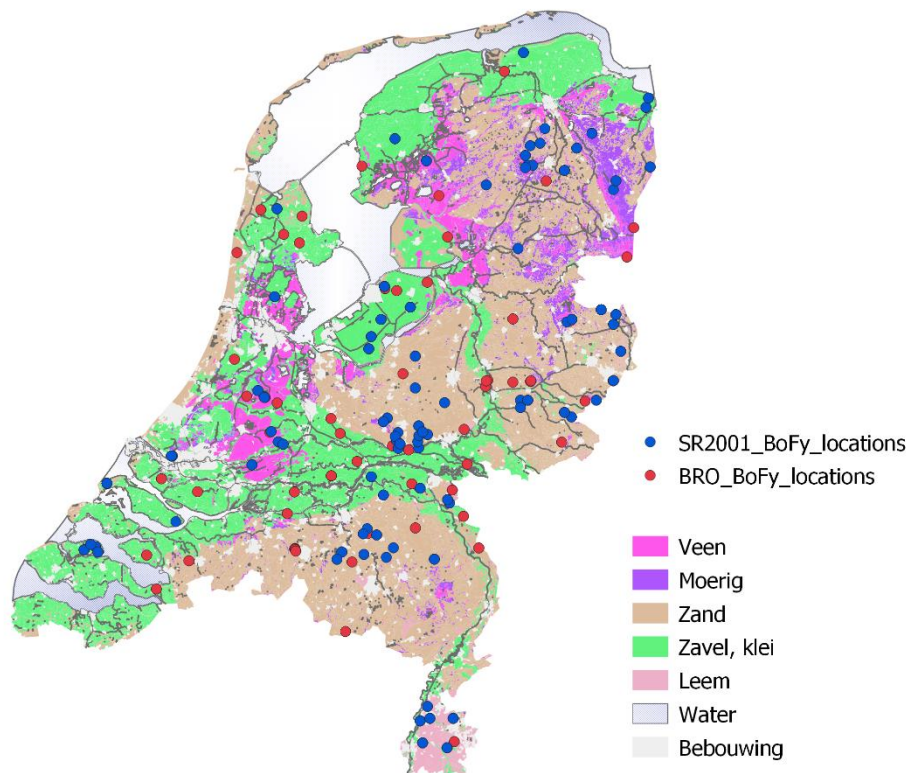 SR2001_BoFy_locations
BRO_BoFy_locations
Veen
Moerig
Zand
Zavel, klei
Leem
Water
Bebouwing